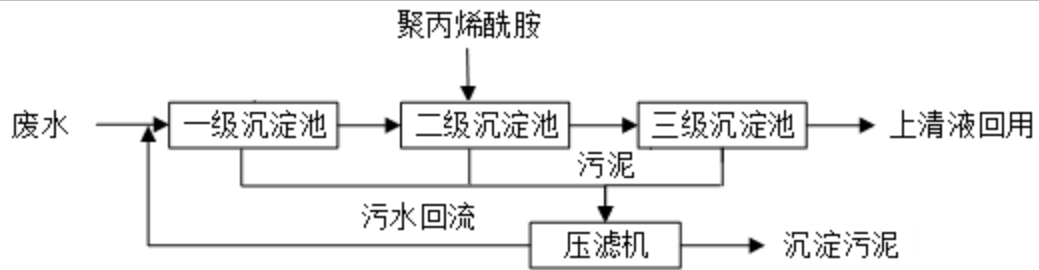 聚丙烯酰胺
废水
一级沉淀池
二级沉淀池
三级沉淀池
上清液回用
污泥
污水回流
压滤机
沉淀污泥